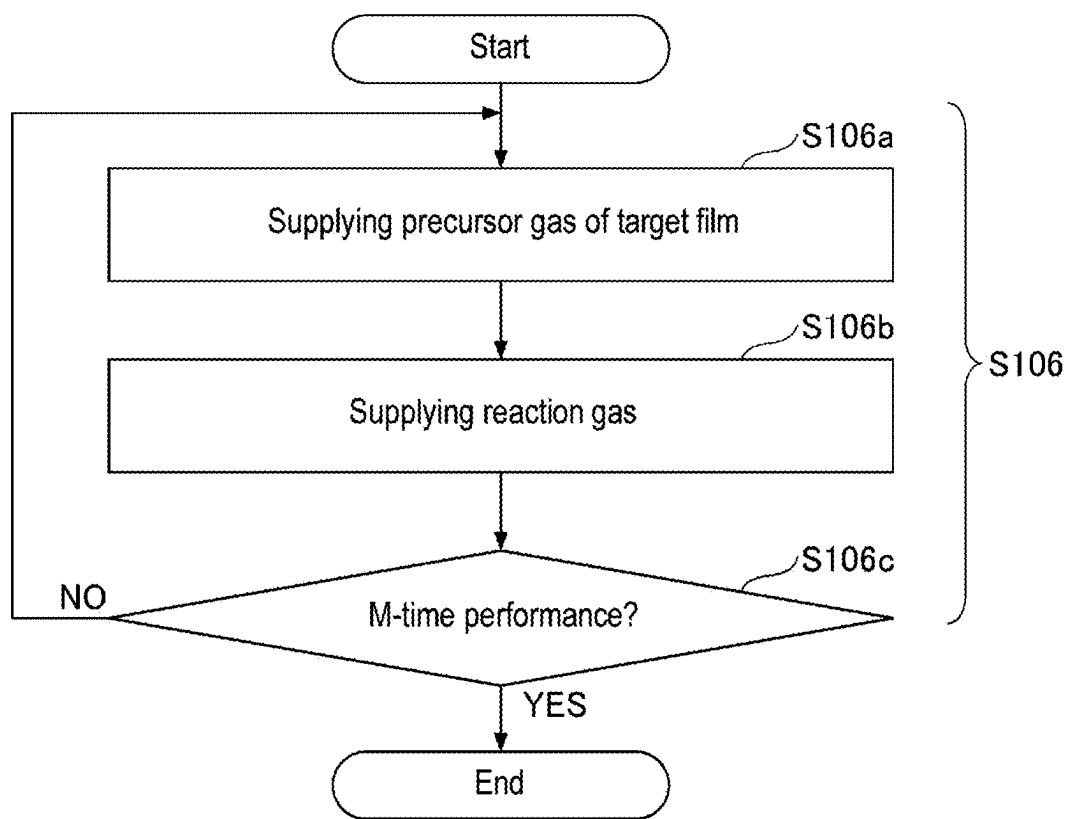 Start
S106a
Supplying precursor gas of target film
S106b
Supplying reaction gas
S106
S106c
NO
M-time performance?
YES
End